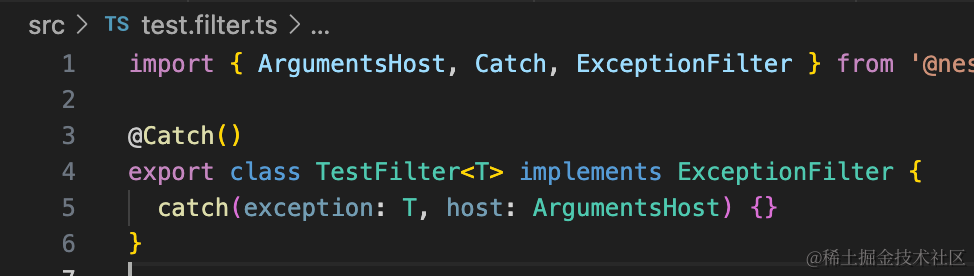 src > TS test.filter.ts > ...
1 import { ArgumentsHost, Catch, ExceptionFilter } from '@nes
2
3 @Catch()
4 export class TestFilter<T> implements ExceptionFilter {
5 catch(exception: T, host: ArgumentsHost) {}
6 }
7
@稀土掘金技术社区